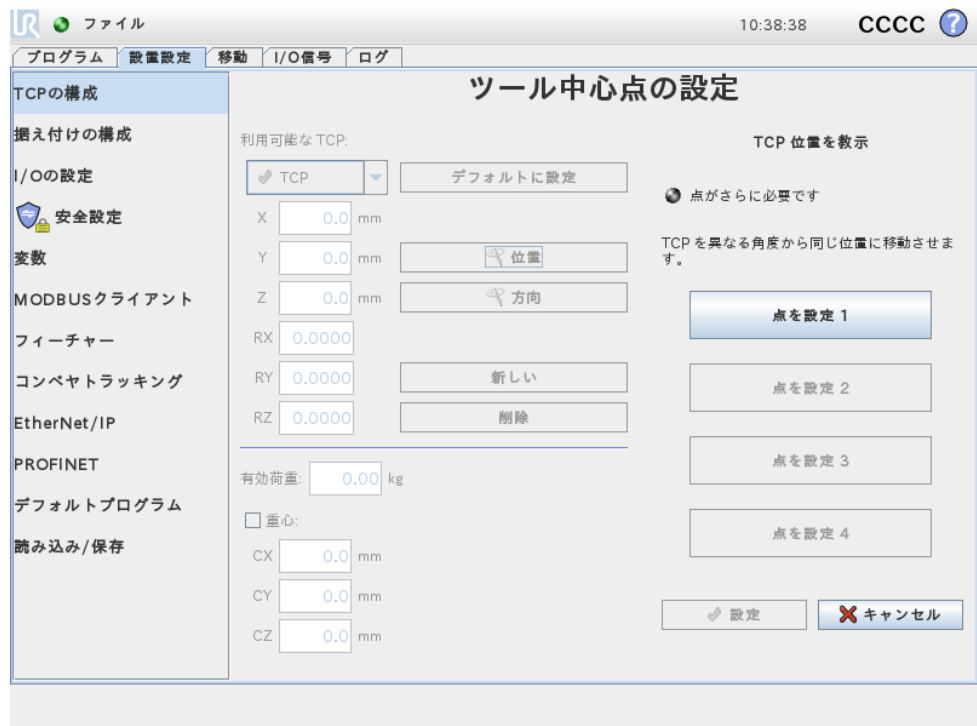 UR ファイル 10:38:38 CCCC ?
プログラム 設置設定 移動 I/O信号 ログ
TCPの構成
据え付けの構成
I/Oの設定
安全設定
変数
MODBUSクライアント
フィーチャー
コンベヤトラッキング
EtherNet/IP
PROFINET
デフォルトプログラム
読み込み/保存
ツール中心点の設定
利用可能な TCP:
TCP デフォルトに設定
X 0.0 mm
Y 0.0 mm 位置
Z 0.0 mm 方向
RX 0.0000
RY 0.0000 新しい
RZ 0.0000 削除
有効荷重: 0.00 kg
重心:
CX 0.0 mm
CY 0.0 mm
CZ 0.0 mm
TCP 位置を教示
点がさらに必要です
TCP を異なる角度から同じ位置に移動させま
す。
点を設定 1
点を設定 2
点を設定 3
点を設定 4
設定 キャンセル